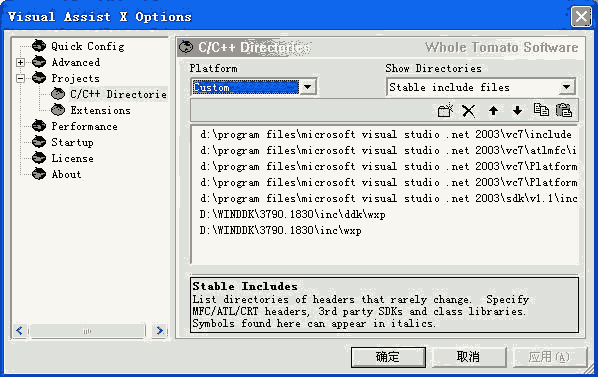 Visual Assist X Options
Quick Config
Advanced
Projects
C/C++ Directorie
Extensions
Performance
Startup
License
About
C/C++ Directories
Whole Tomato Software
Platform
Show Directories
Custom
Stable include files
d:\program files\microsoft visual studio .net 2003\vc7\include
d:\program files\microsoft visual studio .net 2003\vc7\atlmfc\i
d:\program files\microsoft visual studio .net 2003\vc7\Platform
d:\program files\microsoft visual studio .net 2003\vc7\Platform
d:\program files\microsoft visual studio .net 2003\sdk\v1.1\inc
D:\WINDDK\3790.1830\inc\ddk\wxp
D:\WINDDK\3790.1830\inc\wxp
Stable Includes
List directories of headers that rarely change.  Specify
MFC/ATL/CRT headers, 3rd party SDKs and class libraries.
Symbols found here can appear in italics.
确定
取消
应用(A)